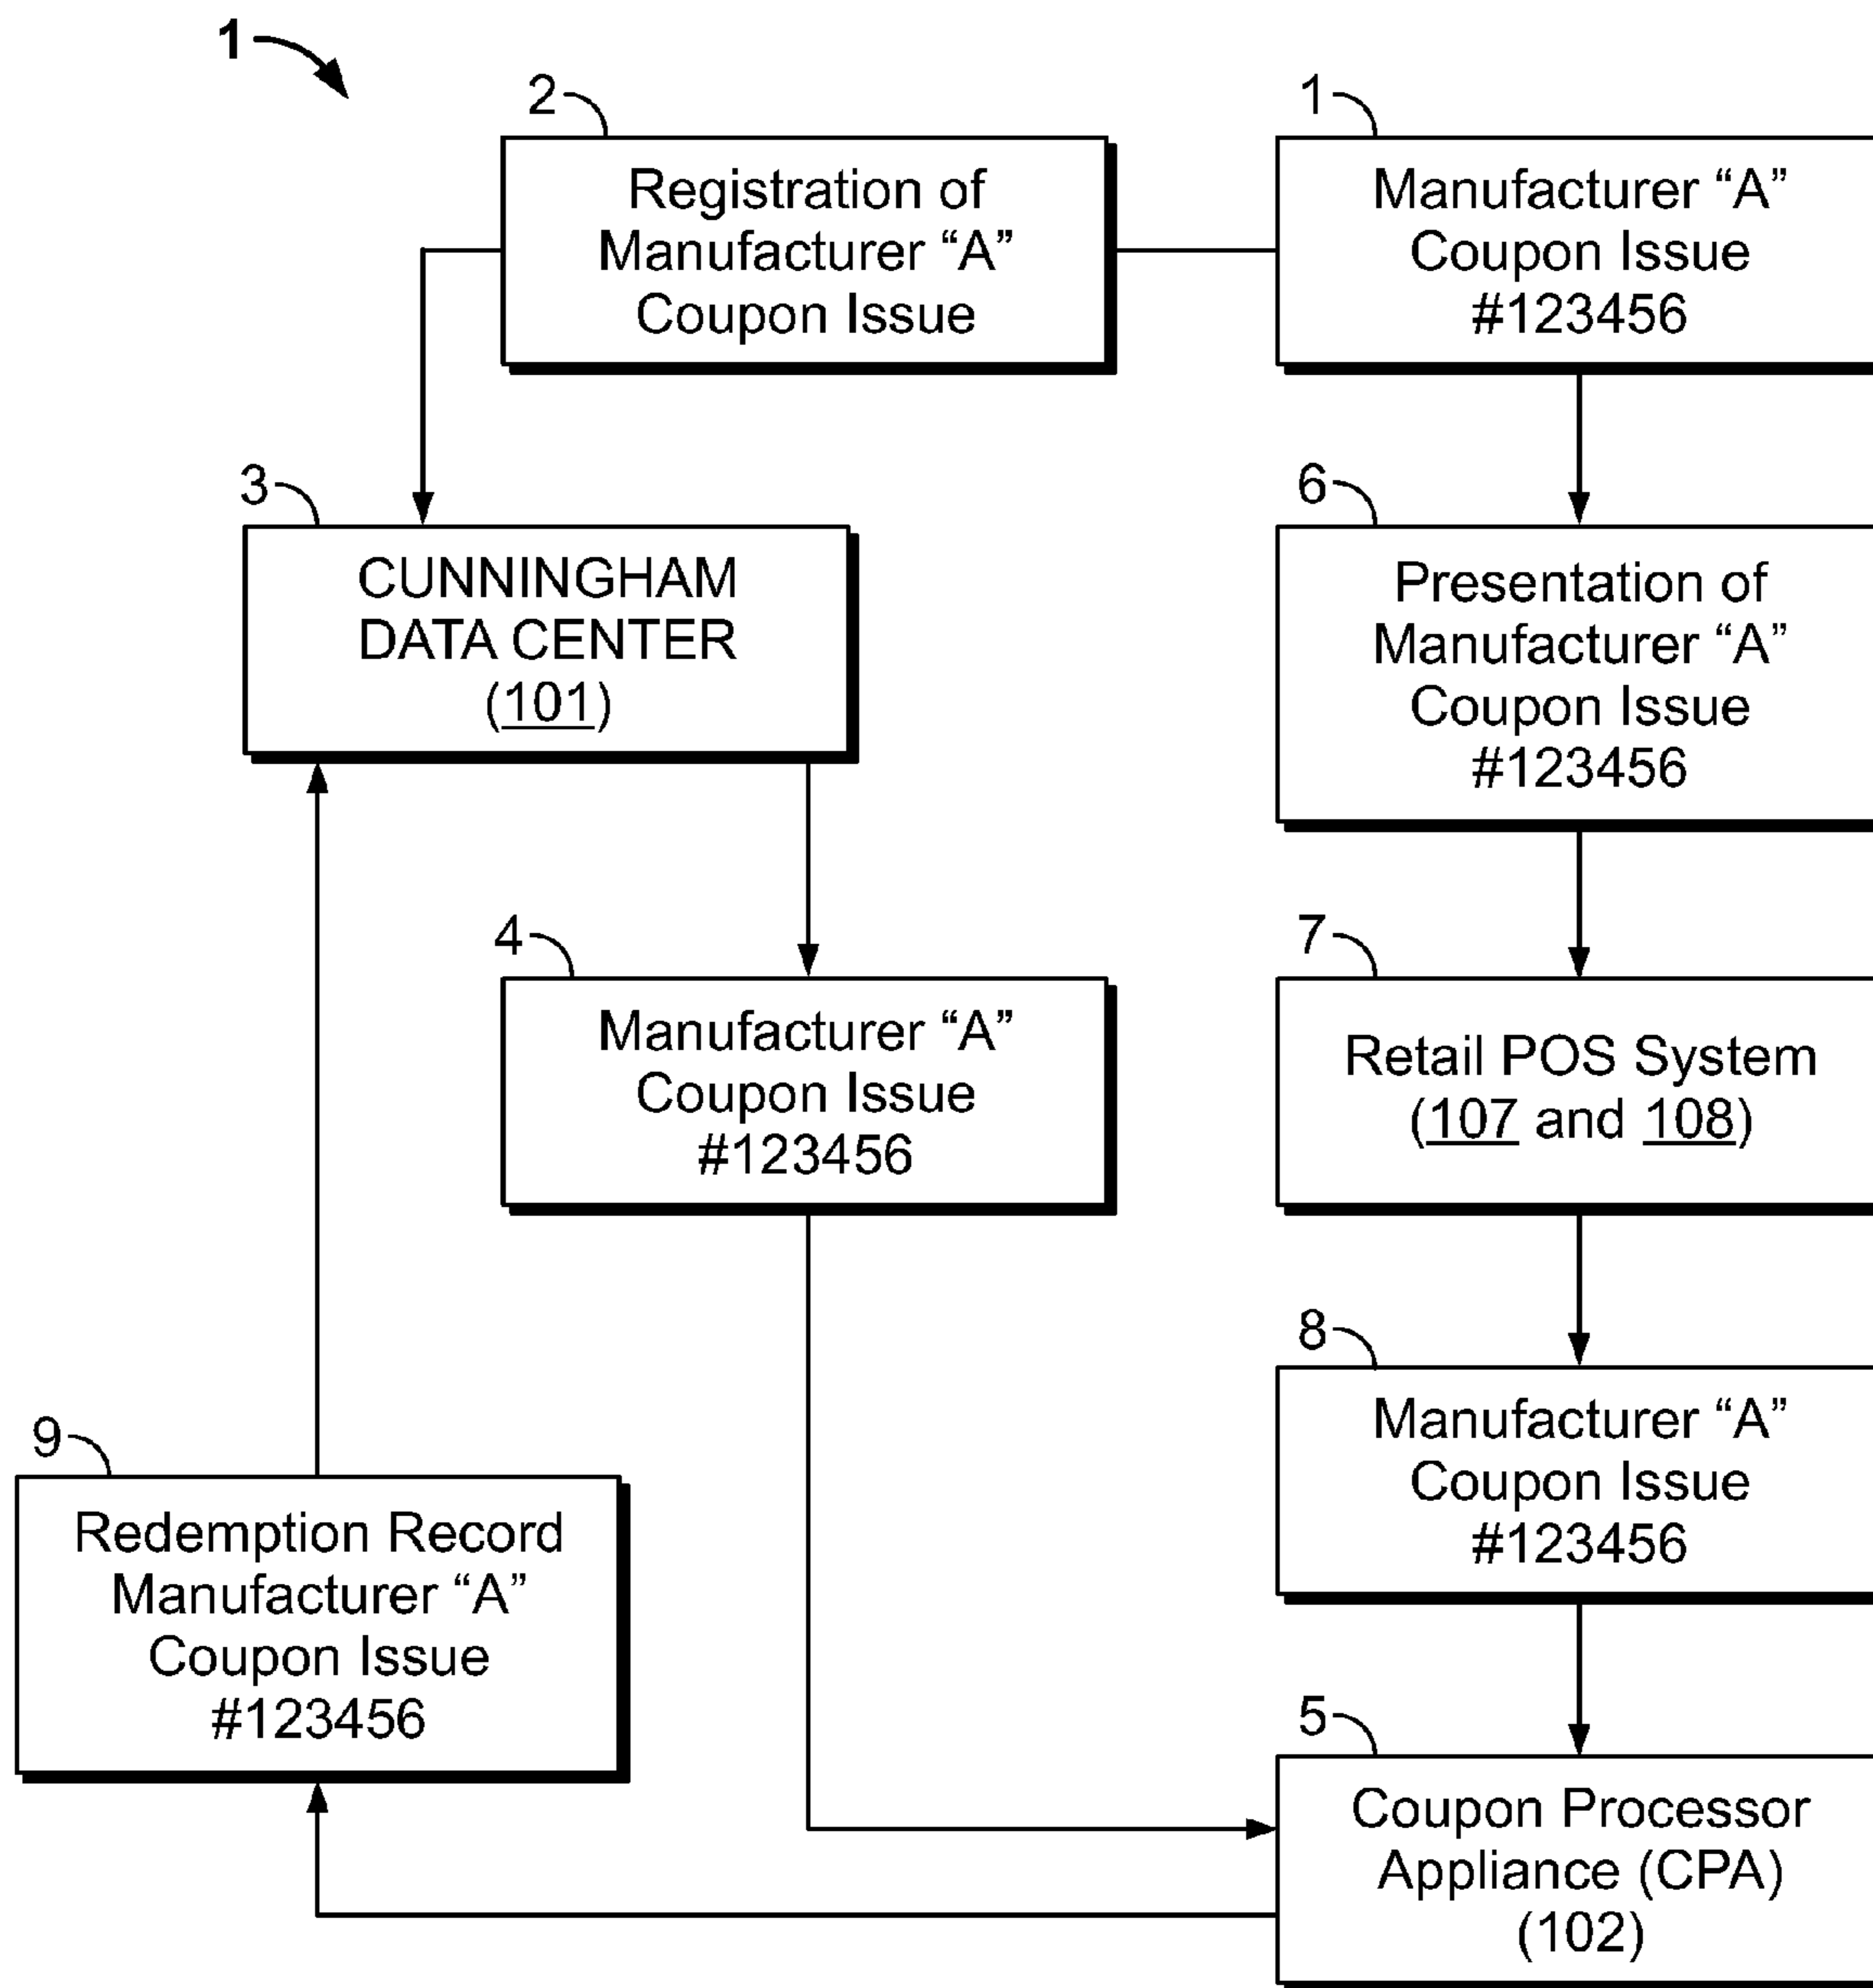 1
2
Registration of
Manufacturer “A”
Coupon Issue
1
Manufacturer “A”
Coupon Issue
#123456
3
CUNNINGHAM
DATA CENTER
(101)
6
Presentation of
Manufacturer “A”
Coupon Issue
#123456
4
Manufacturer “A”
Coupon Issue
#123456
7
Retail POS System
(107 and 108)
8
Manufacturer “A”
Coupon Issue
#123456
9
Redemption Record
Manufacturer “A”
Coupon Issue
#123456
5
Coupon Processor
Appliance (CPA)
(102)